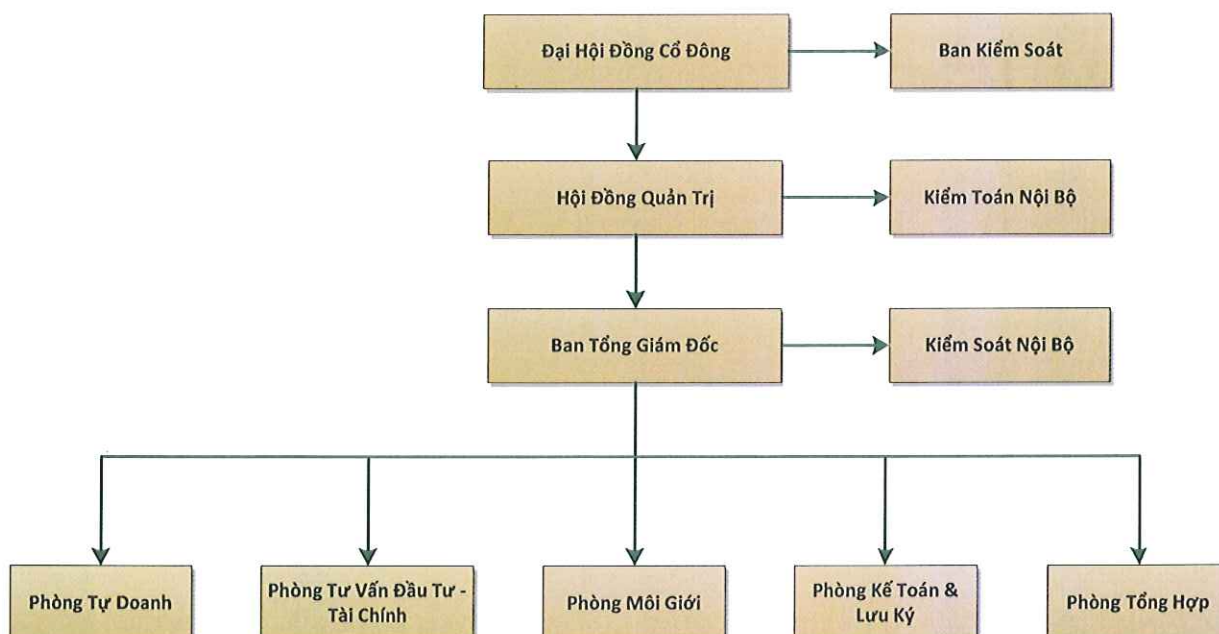 Đại Hội Đồng Cổ Đông
Ban Kiểm Soát
Hội Đồng Quản Trị
Kiểm Toán Nội Bộ
Ban Tổng Giám Đốc
Kiểm Soát Nội Bộ
Phòng Tự Doanh
Phòng Tư Vấn Đầu Tư -
Tài Chính
Phòng Môi Giới
Phòng Kế Toán &
Lưu Ký
Phòng Tổng Hợp